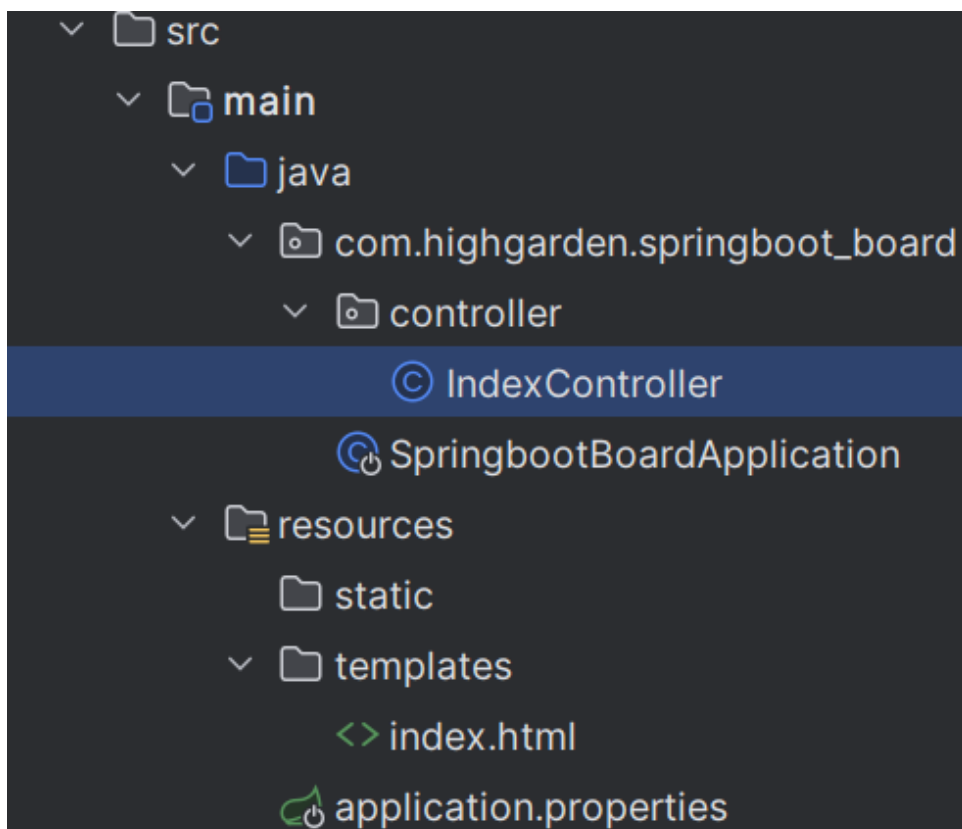 src
main
java
com.highgarden.springboot_board
controller
IndexController
SpringbootBoardApplication
resources
static
templates
index.html
application.properties